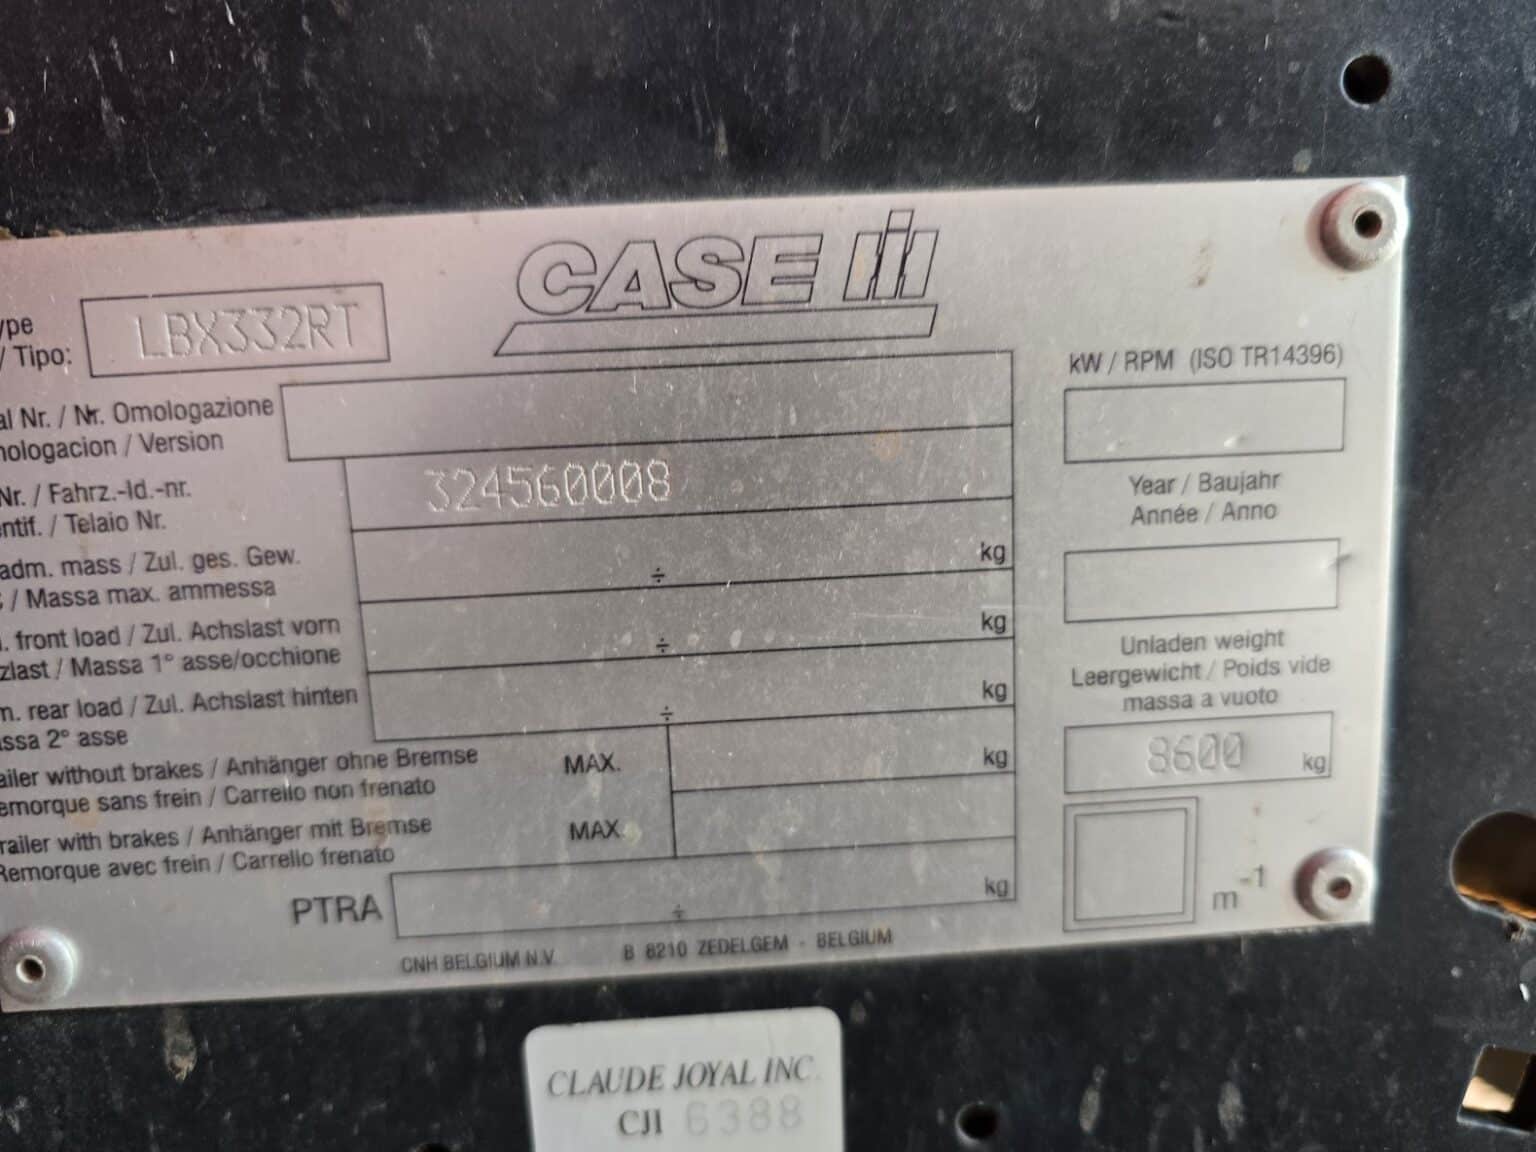 CASE III
ype
/ Tipo:
LBX332RT
kW / RPM (ISO TR14396)
al Nr. / Nr. Omologazione
nologacion / Version
Nr. / Fahrz.-Id.-nr.
entif. / Telaio Nr.
324560008
Year / Baujahr
Année / Anno
adm. mass / Zul. ges. Gew.
/ Massa max. ammessa
÷ kg
. front load / Zul. Achslast vorn
zlast / Massa 1° asse/occhione
÷ kg
Unladen weight
Leergewicht / Poids vide
massa a vuoto
8600 kg
m. rear load / Zul. Achslast hinten
assa 2° asse
÷ kg
ailer without brakes / Anhänger ohne Bremse
emorque sans frein / Carrello non frenato
MAX. kg
railer with brakes / Anhänger mit Bremse
Remorque avec frein / Carrello frenato
MAX.
PTRA ÷ kg
m-1
CNH BELGIUM N.V. B 8210 ZEDELGEM - BELGIUM
CLAUDE JOYAL INC.
CJI 6388